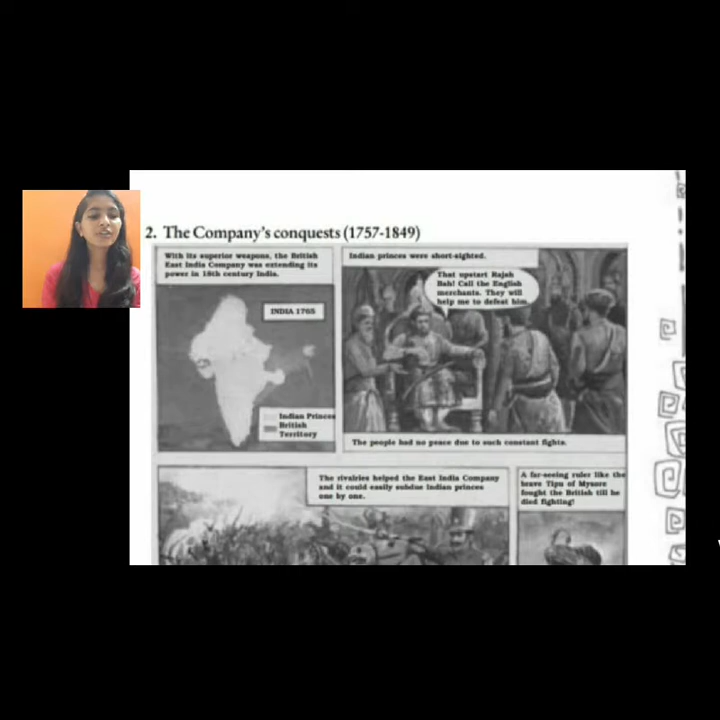 2. The Company's conquests (1757-1849)
With its superior weapons, the British
East India Company was extending its
power in 18th century India.
INDIA 1765
Indian Princes
British
Territory
Indian princes were short-sighted.
That upstart Rajah
Bah! Call the English
merchants. They will
help me to defeat him.
The people had no peace due to such constant fights.
The rivalries helped the East India Company
and it could easily subdue Indian princes
one by one.
A far-seeing ruler like the
brave Tipu of Mysore
fought the British till he
died fighting!